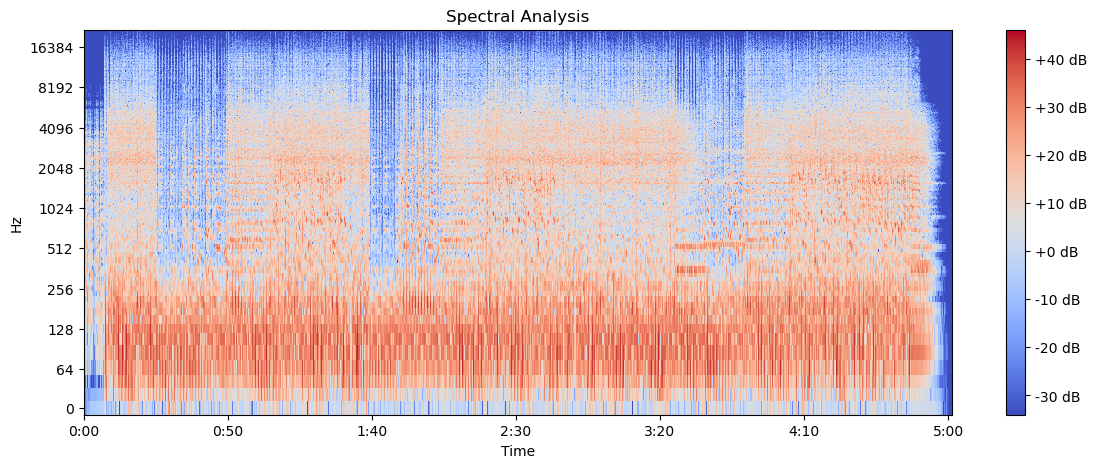 Spectral Analysis
16384
8192
4096
2048
1024
512
256
128
64
0
Hz
0:00 0:50 1:40 2:30 3:20 4:10 5:00
Time
+40 dB
+30 dB
+20 dB
+10 dB
+0 dB
-10 dB
-20 dB
-30 dB